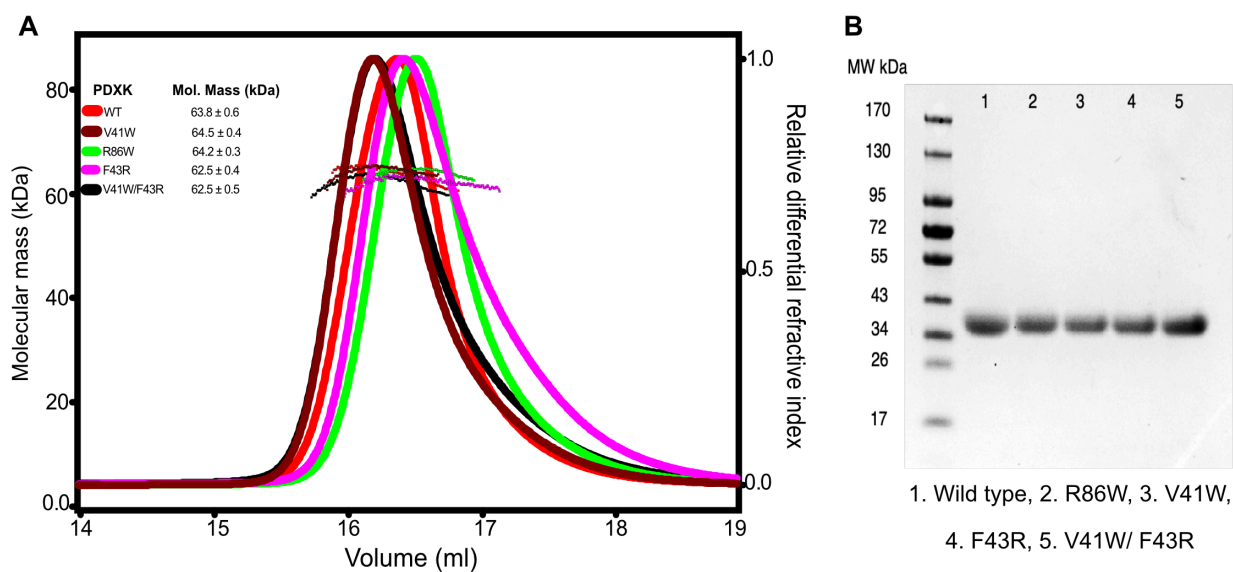 A
B
PDXK Mol. Mass (kDa)
WT 63.8 ± 0.6
V41W 64.5 ± 0.4
R86W 64.2 ± 0.3
F43R 62.5 ± 0.4
V41W/F43R 62.5 ± 0.5
Molecular mass (kDa)
80
60
40
20
0.0
14
15
16
17
18
19
Volume (ml)
1.0
0.5
0.0
Relative differential refractive index
MW kDa
1 2 3 4 5
170
130
95
72
55
43
34
26
17
1. Wild type, 2. R86W, 3. V41W,
4. F43R, 5. V41W/ F43R